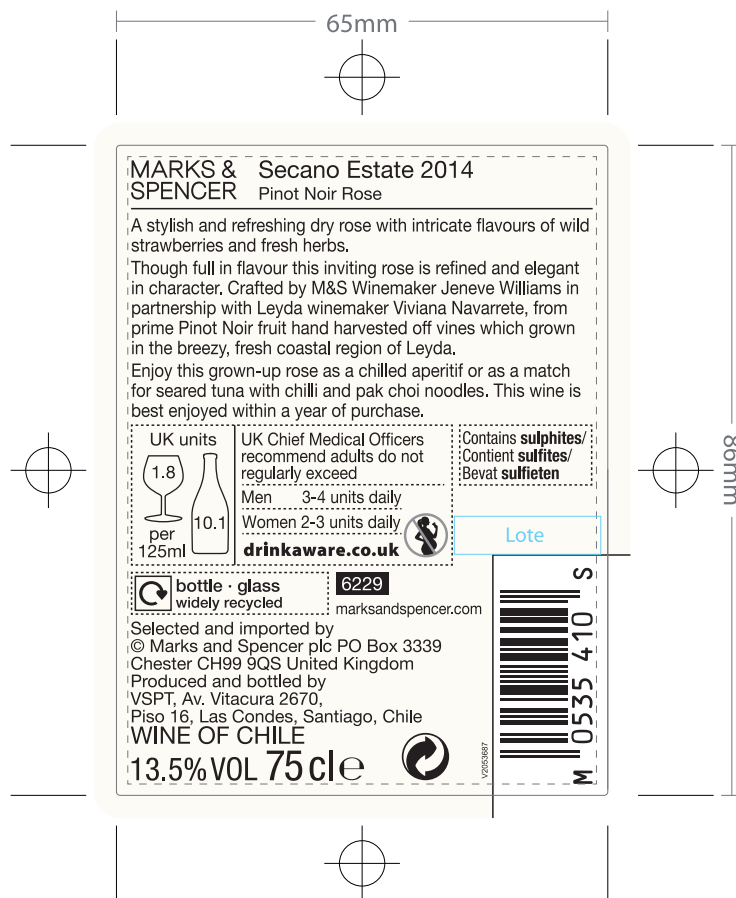 65mm
MARKS &
SPENCER
Secano Estate 2014
Pinot Noir Rose
A stylish and refreshing dry rose with intricate flavours of wild
strawberries and fresh herbs.
Though full in flavour this inviting rose is refined and elegant
in character. Crafted by M&S Winemaker Jeneve Williams in
partnership with Leyda winemaker Viviana Navarrete, from
prime Pinot Noir fruit hand harvested off vines which grown
in the breezy, fresh coastal region of Leyda.
Enjoy this grown-up rose as a chilled aperitif or as a match
for seared tuna with chilli and pak choi noodles. This wine is
best enjoyed within a year of purchase.
UK units
1.8
10.1
per
125ml
UK Chief Medical Officers
recommend adults do not
regularly exceed
Men 3-4 units daily
Women 2-3 units daily
drinkaware.co.uk
Contains sulphites/
Contient sulfites/
Bevat sulfieten
Lote
bottle · glass
widely recycled
6229
marksandspencer.com
Selected and imported by
© Marks and Spencer plc PO Box 3339
Chester CH99 9QS United Kingdom
Produced and bottled by
VSPT, Av. Vitacura 2670,
Piso 16, Las Condes, Santiago, Chile
WINE OF CHILE
13.5% VOL 75 cl e
V2053687
M 0535 410 S
86mm